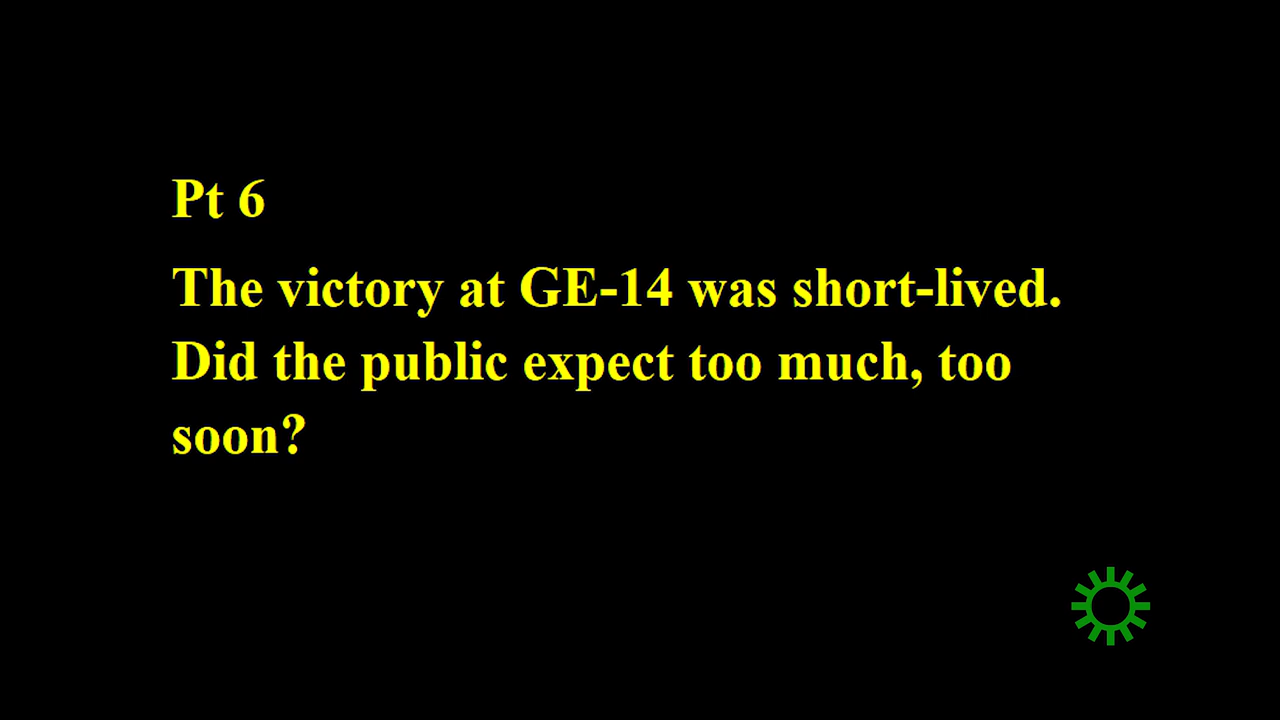 Pt 6
The victory at GE-14 was short-lived.
Did the public expect too much, too
soon?